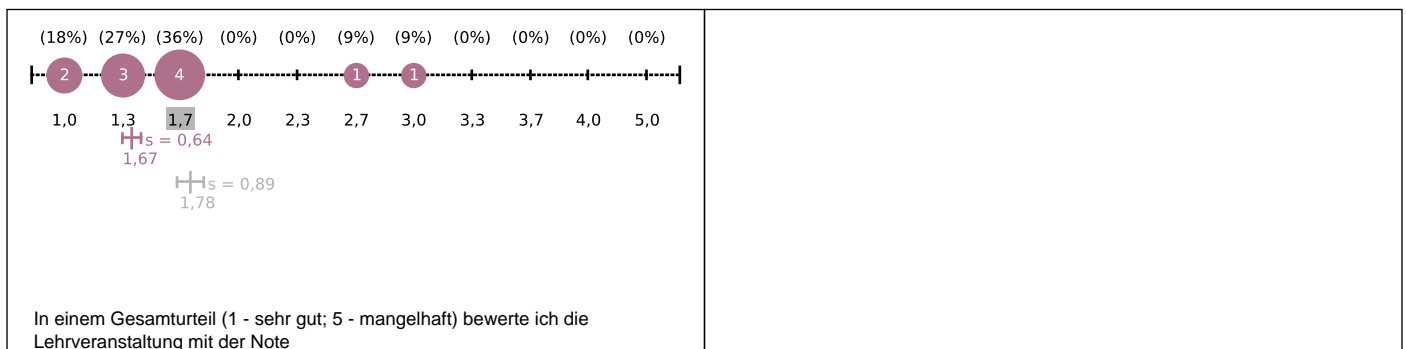 (18%) (27%) (36%) (0%) (0%) (9%) (9%) (0%) (0%) (0%) (0%)
2 3 4 1 1
1,0 1,3 1,7 2,0 2,3 2,7 3,0 3,3 3,7 4,0 5,0
s = 0,64
1,67
s = 0,89
1,78
In einem Gesamturteil (1 - sehr gut; 5 - mangelhaft) bewerte ich die
Lehrveranstaltung mit der Note